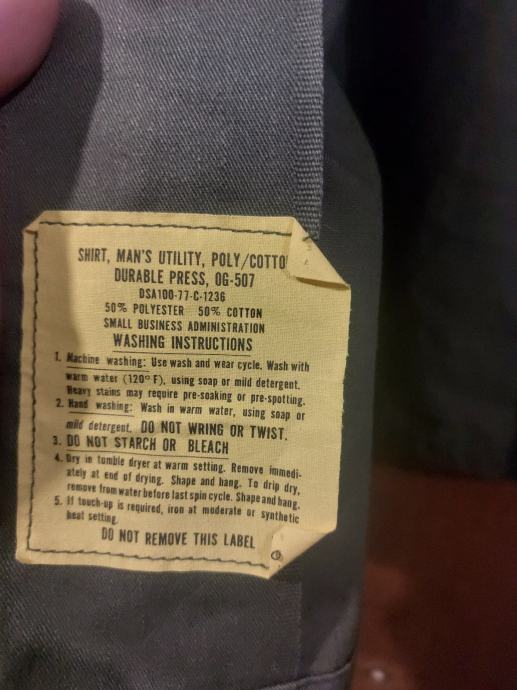 SHIRT, MAN'S UTILITY, POLY/COTTO
DURABLE PRESS, OG-507
DSA100-77-C-1236
50% POLYESTER 50% COTTON
SMALL BUSINESS ADMINISTRATION
WASHING INSTRUCTIONS
1. Machine washing: Use wash and wear cycle. Wash with
warm water (120° F), using soap or mild detergent.
Heavy stains may require pre-soaking or pre-spotting.
2. Hand washing: Wash in warm water, using soap or
mild detergent. DO NOT WRING OR TWIST.
3. DO NOT STARCH OR BLEACH
4. Dry in tumble dryer at warm setting. Remove immedi-
ately at end of drying. Shape and hang. To drip dry,
remove from water before last spin cycle. Shape and hang.
5. If touch-up is required, iron at moderate or synthetic
heat setting.
DO NOT REMOVE THIS LABEL